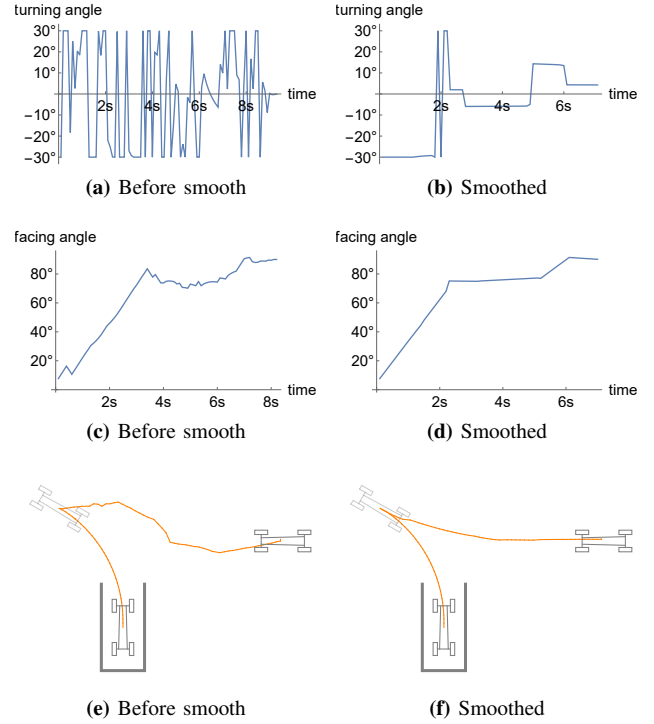 turning angle
30°
20°
10°
−10°
−20°
−30°
2s
4s
6s
8s
time
(a) Before smooth
turning angle
30°
20°
10°
−10°
−20°
−30°
2s
4s
6s
time
(b) Smoothed
facing angle
80°
60°
40°
20°
2s
4s
6s
8s
time
(c) Before smooth
facing angle
80°
60°
40°
20°
2s
4s
6s
time
(d) Smoothed
(e) Before smooth
(f) Smoothed